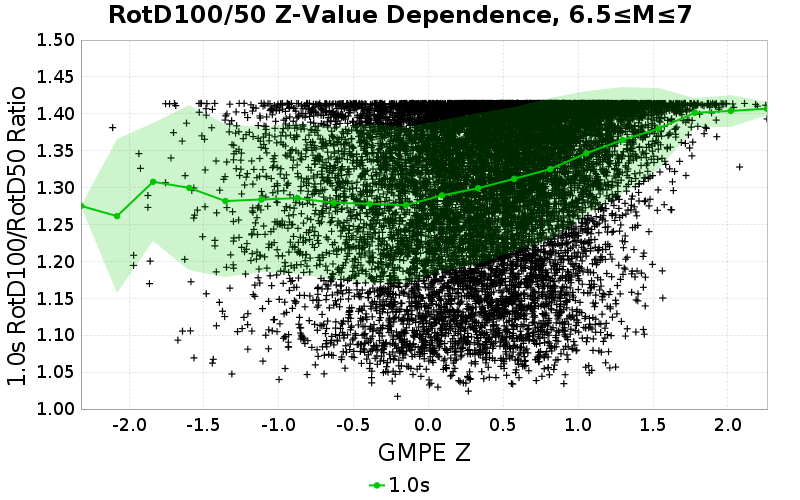 RotD100/50 Z-Value Dependence, 6.5≤M≤7
1.50
1.45
1.40
1.35
1.30
1.25
1.20
1.15
1.10
1.05
1.00
1.0s RotD100/RotD50 Ratio
-2.0 -1.5 -1.0 -0.5 0.0 0.5 1.0 1.5 2.0
GMPE Z
1.0s